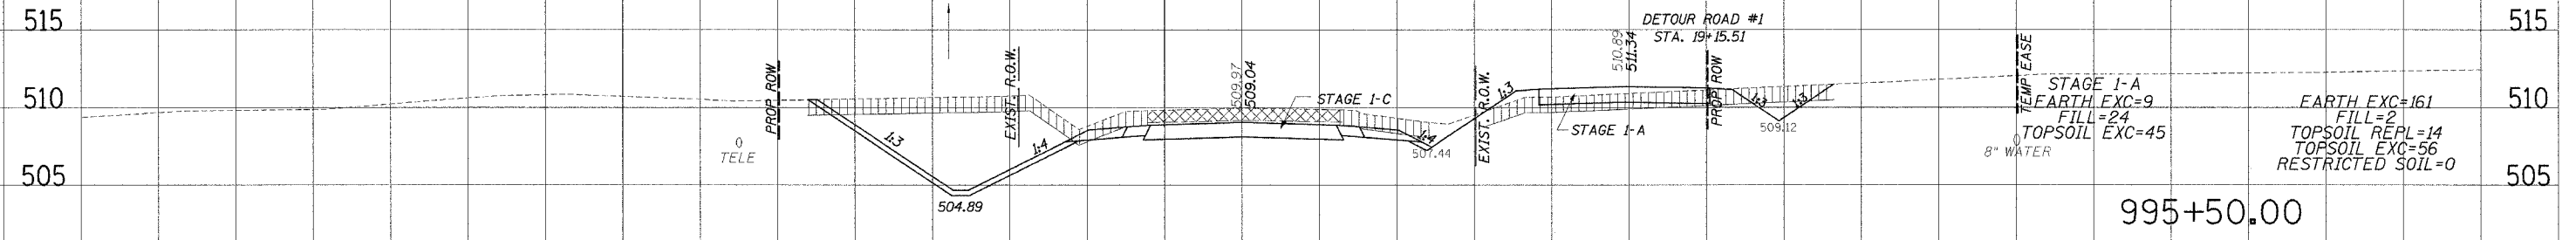 515
510
505
PROP ROW
0
TELE
1:3
504.89
EXIST. R.O.W.
1:4
509.97
509.04
STAGE 1-C
1:4
507.44
EXIST. R.O.W.
1:3
STAGE 1-A
510.89
511.34
DETOUR ROAD #1
STA. 19+15.51
PROP ROW
1:3
1:3
509.12
TEMP EASE
0
8" WATER
STAGE 1-A
EARTH EXC=9
FILL=24
TOPSOIL EXC=45
EARTH EXC=161
FILL=2
TOPSOIL REPL=14
TOPSOIL EXC=56
RESTRICTED SOIL=0
515
510
505
995+50.00